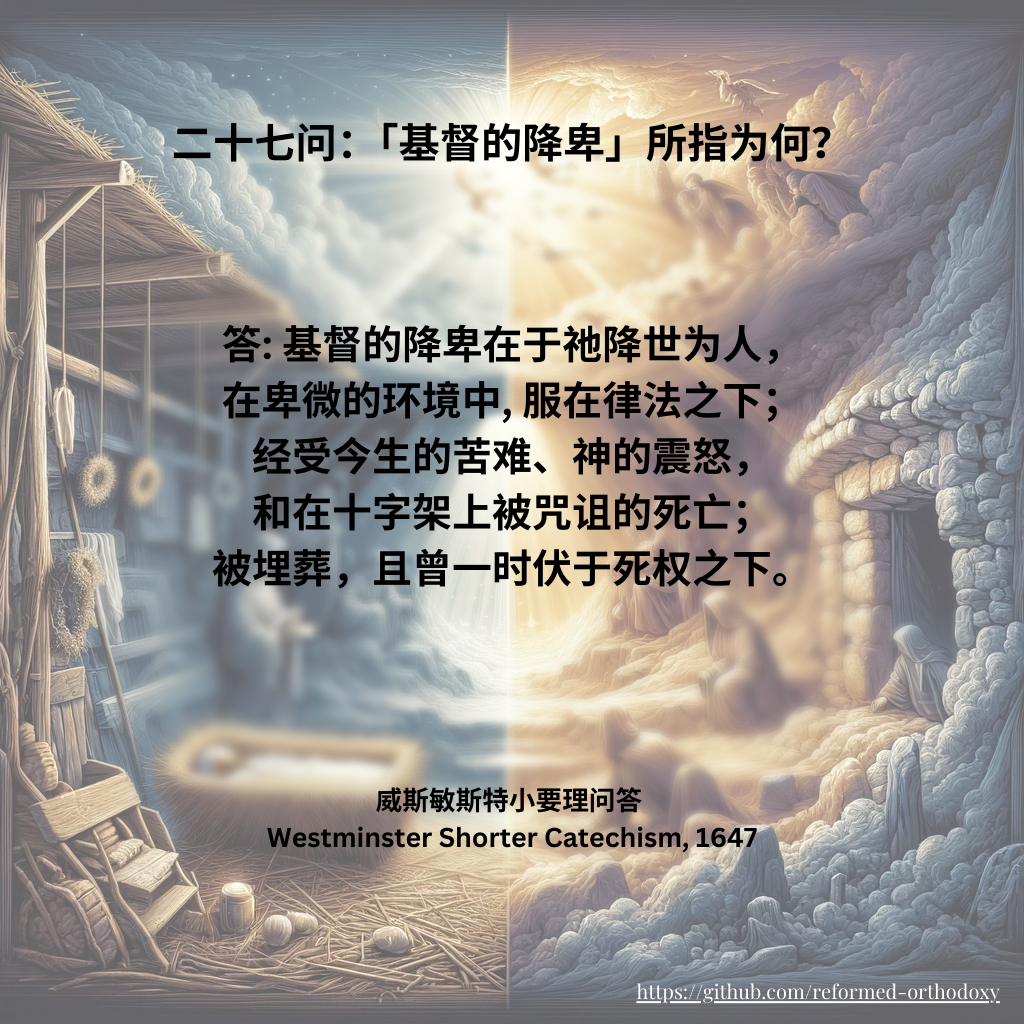 二十七问：「基督的降卑」所指为何？
答: 基督的降卑在于祂降世为人，
在卑微的环境中, 服在律法之下；
经受今生的苦难、神的震怒，
和在十字架上被咒诅的死亡；
被埋葬，且曾一时伏于死权之下。
威斯敏斯特小要理问答
Westminster Shorter Catechism, 1647
https://github.com/reformed-orthodoxy